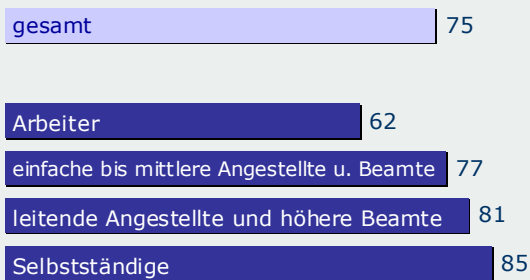 gesamt 75
Arbeiter 62
einfache bis mittlere Angestellte u. Beamte 77
leitende Angestellte und höhere Beamte 81
Selbstständige 85